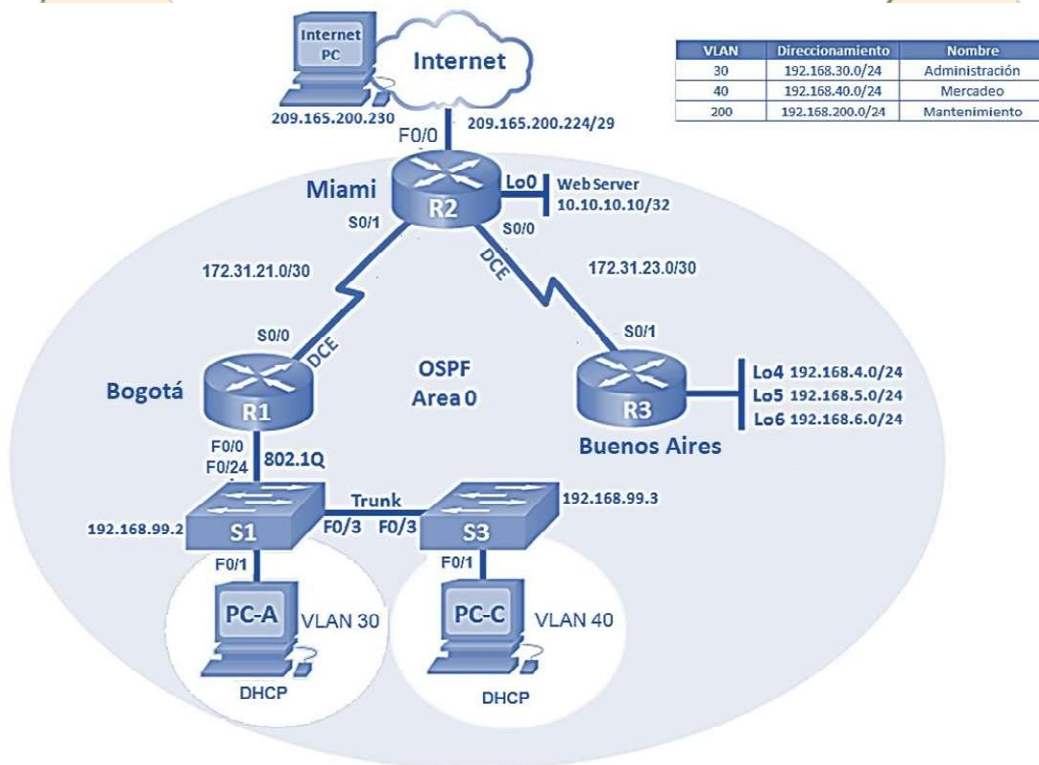 Internet
PC
Internet
209.165.200.230
209.165.200.224/29
F0/0
VLAN Direccionamiento Nombre
30 192.168.30.0/24 Administración
40 192.168.40.0/24 Mercadeo
200 192.168.200.0/24 Mantenimiento
Miami
Lo0
Web Server
10.10.10.10/32
R2
S0/1
S0/0
DCE
172.31.21.0/30
172.31.23.0/30
S0/0
DCE
S0/1
OSPF
Area 0
Bogotá
R1
R3
Buenos Aires
Lo4 192.168.4.0/24
Lo5 192.168.5.0/24
Lo6 192.168.6.0/24
F0/0
F0/24
802.1Q
Trunk
192.168.99.2
S1
F0/3
F0/3
S3
192.168.99.3
F0/1
F0/1
PC-A
VLAN 30
PC-C
VLAN 40
DHCP
DHCP